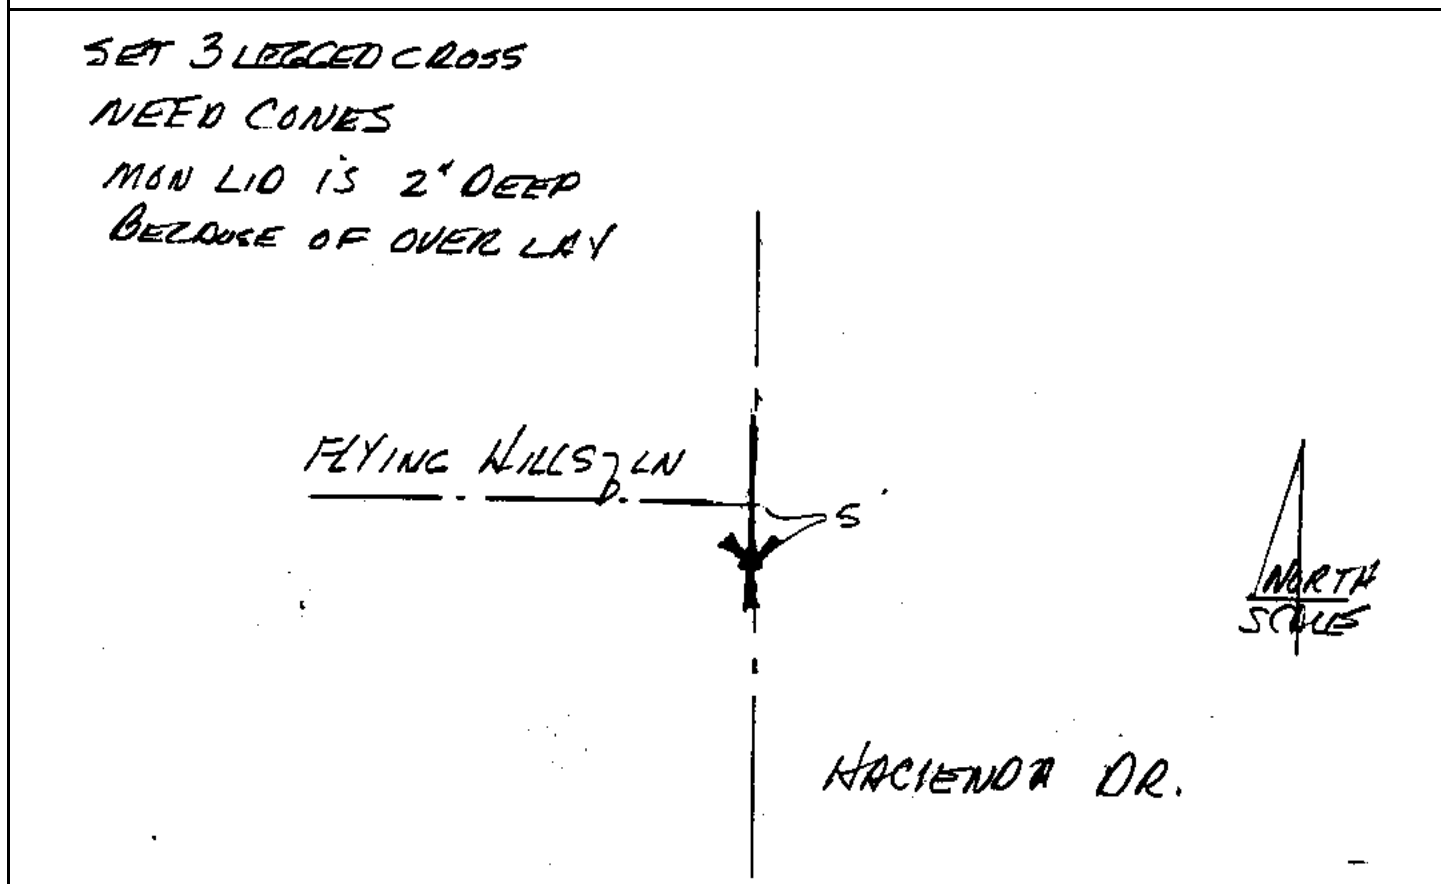 SET 3 LEGGED CROSS
NEED CONES
MON LID iS 2" DEEP
BECAUSE OF OVER LAY
FLYING HILLS LN
5
NORTH
HACIENDA DR.